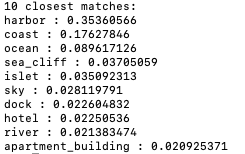 10 closest matches:
harbor : 0.35360566
coast : 0.17627846
ocean : 0.089617126
sea_cliff : 0.03705059
islet : 0.035092313
sky : 0.028119791
dock : 0.022604832
hotel : 0.02250536
river : 0.021383474
apartment_building : 0.020925371